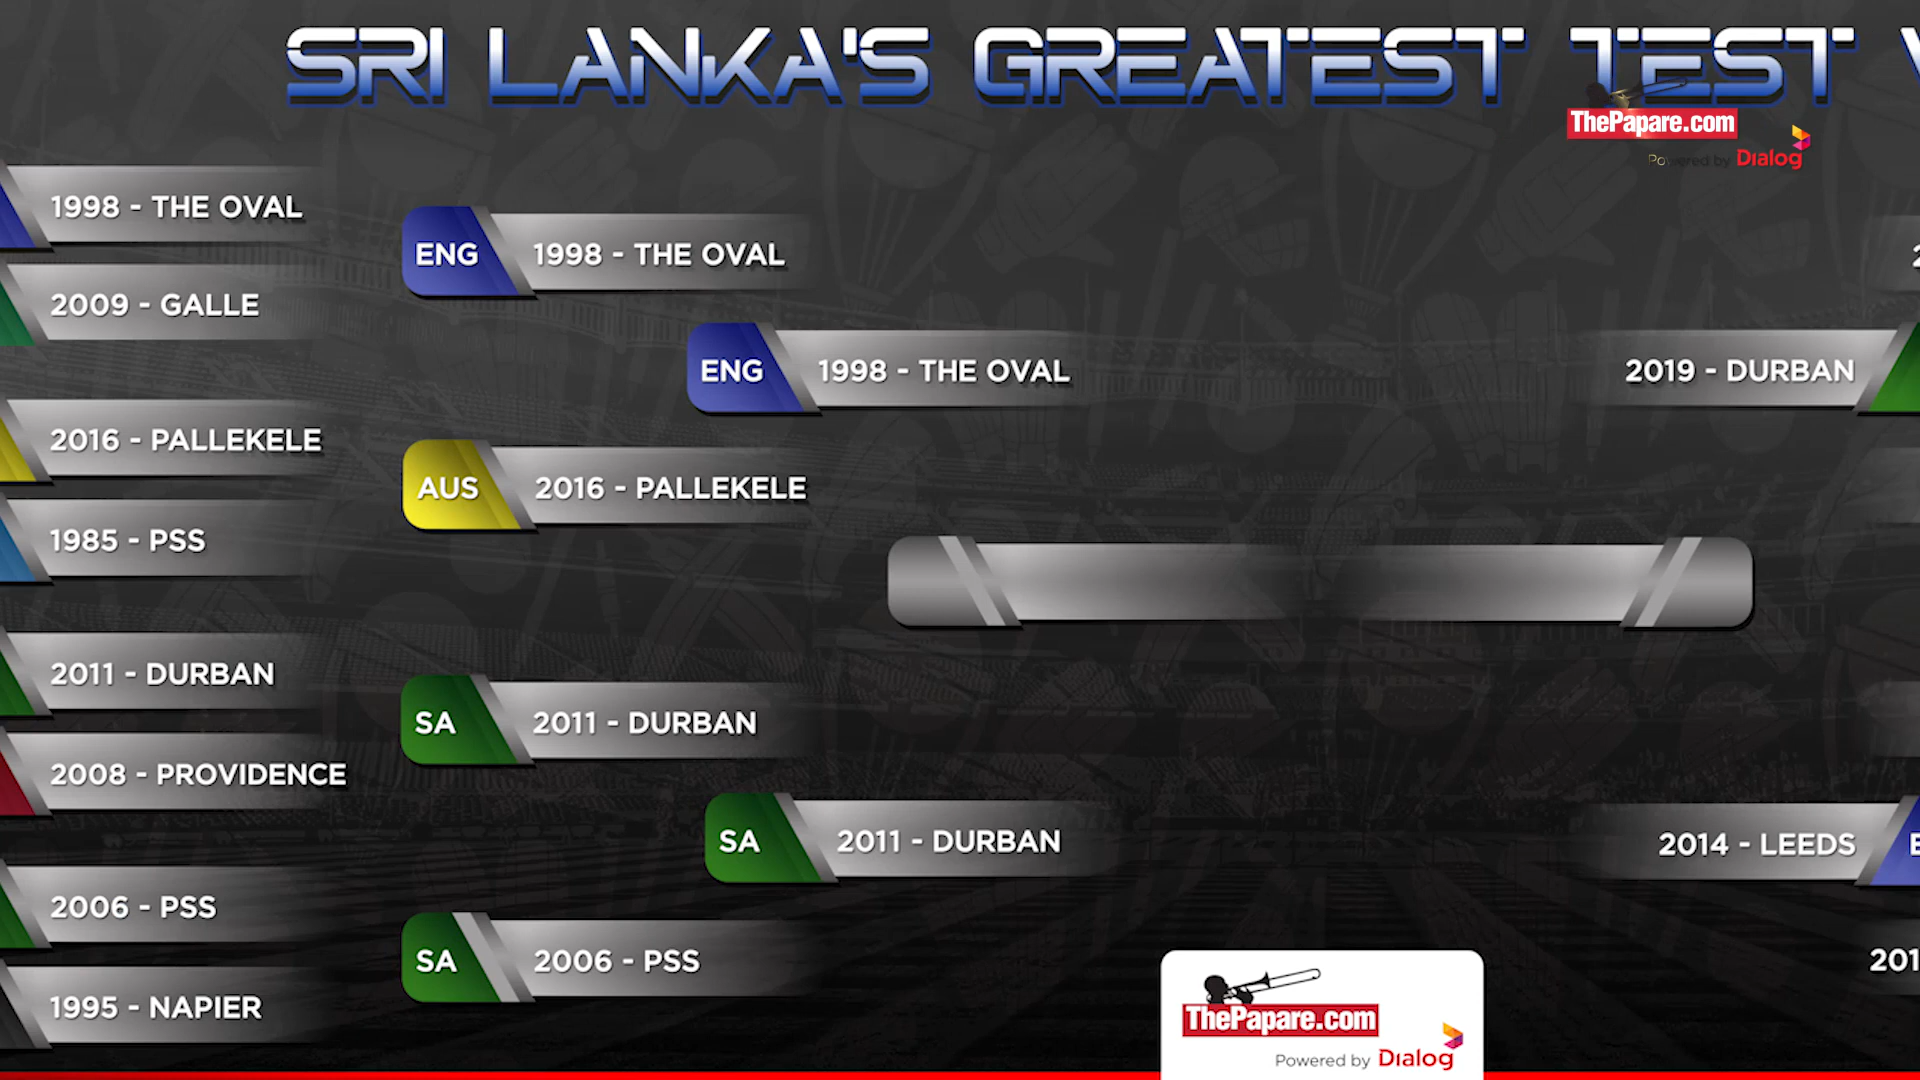 SRI LANKA'S GREATEST TEST
ThePapare.com
Powered by Dialog
1998 - THE OVAL
2009 - GALLE
2016 - PALLEKELE
1985 - PSS
2011 - DURBAN
2008 - PROVIDENCE
2006 - PSS
1995 - NAPIER
ENG 1998 - THE OVAL
AUS 2016 - PALLEKELE
SA 2011 - DURBAN
SA 2006 - PSS
ENG 1998 - THE OVAL
SA 2011 - DURBAN
2019 - DURBAN
2014 - LEEDS
ThePapare.com
Powered by Dialog